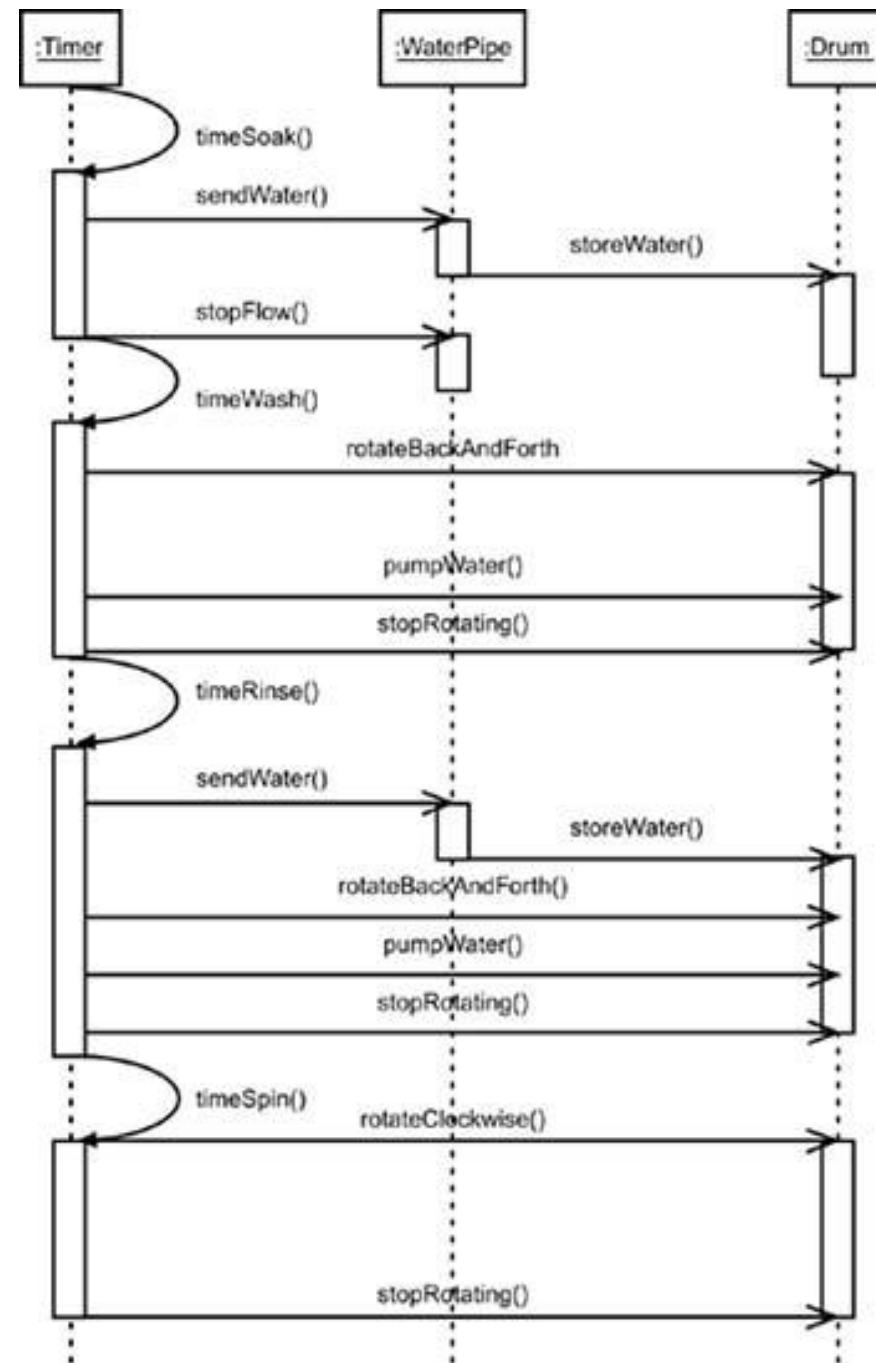 :Timer
:WaterPipe
:Drum
timeSoak()
sendWater()
storeWater()
stopFlow()
timeWash()
rotateBackAndForth
pumpWater()
stopRotating()
timeRinse()
sendWater()
storeWater()
rotateBackAndForth()
pumpWater()
stopRotating()
timeSpin()
rotateClockwise()
stopRotating()